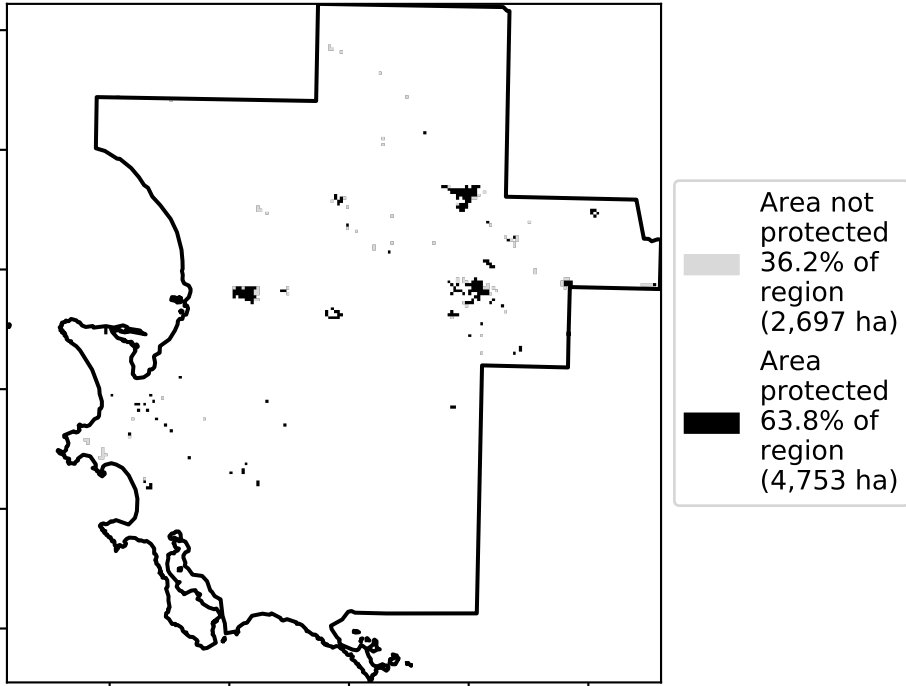 Area not
protected
36.2% of
region
(2,697 ha)
Area
protected
63.8% of
region
(4,753 ha)